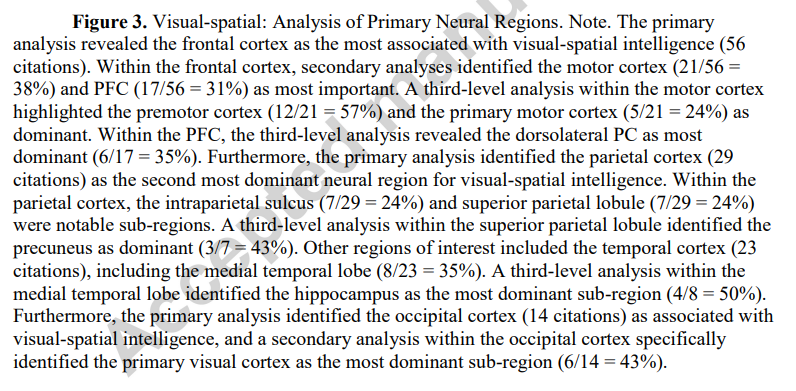 Figure 3. Visual-spatial: Analysis of Primary Neural Regions. Note. The primary
analysis revealed the frontal cortex as the most associated with visual-spatial intelligence (56
citations). Within the frontal cortex, secondary analyses identified the motor cortex (21/56 =
38%) and PFC (17/56 = 31%) as most important. A third-level analysis within the motor cortex
highlighted the premotor cortex (12/21 = 57%) and the primary motor cortex (5/21 = 24%) as
dominant. Within the PFC, the third-level analysis revealed the dorsolateral PC as most
dominant (6/17 = 35%). Furthermore, the primary analysis identified the parietal cortex (29
citations) as the second most dominant neural region for visual-spatial intelligence. Within the
parietal cortex, the intraparietal sulcus (7/29 = 24%) and superior parietal lobule (7/29 = 24%)
were notable sub-regions. A third-level analysis within the superior parietal lobule identified the
precuneus as dominant (3/7 = 43%). Other regions of interest included the temporal cortex (23
citations), including the medial temporal lobe (8/23 = 35%). A third-level analysis within the
medial temporal lobe identified the hippocampus as the most dominant sub-region (4/8 = 50%).
Furthermore, the primary analysis identified the occipital cortex (14 citations) as associated with
visual-spatial intelligence, and a secondary analysis within the occipital cortex specifically
identified the primary visual cortex as the most dominant sub-region (6/14 = 43%).
Accepted manu